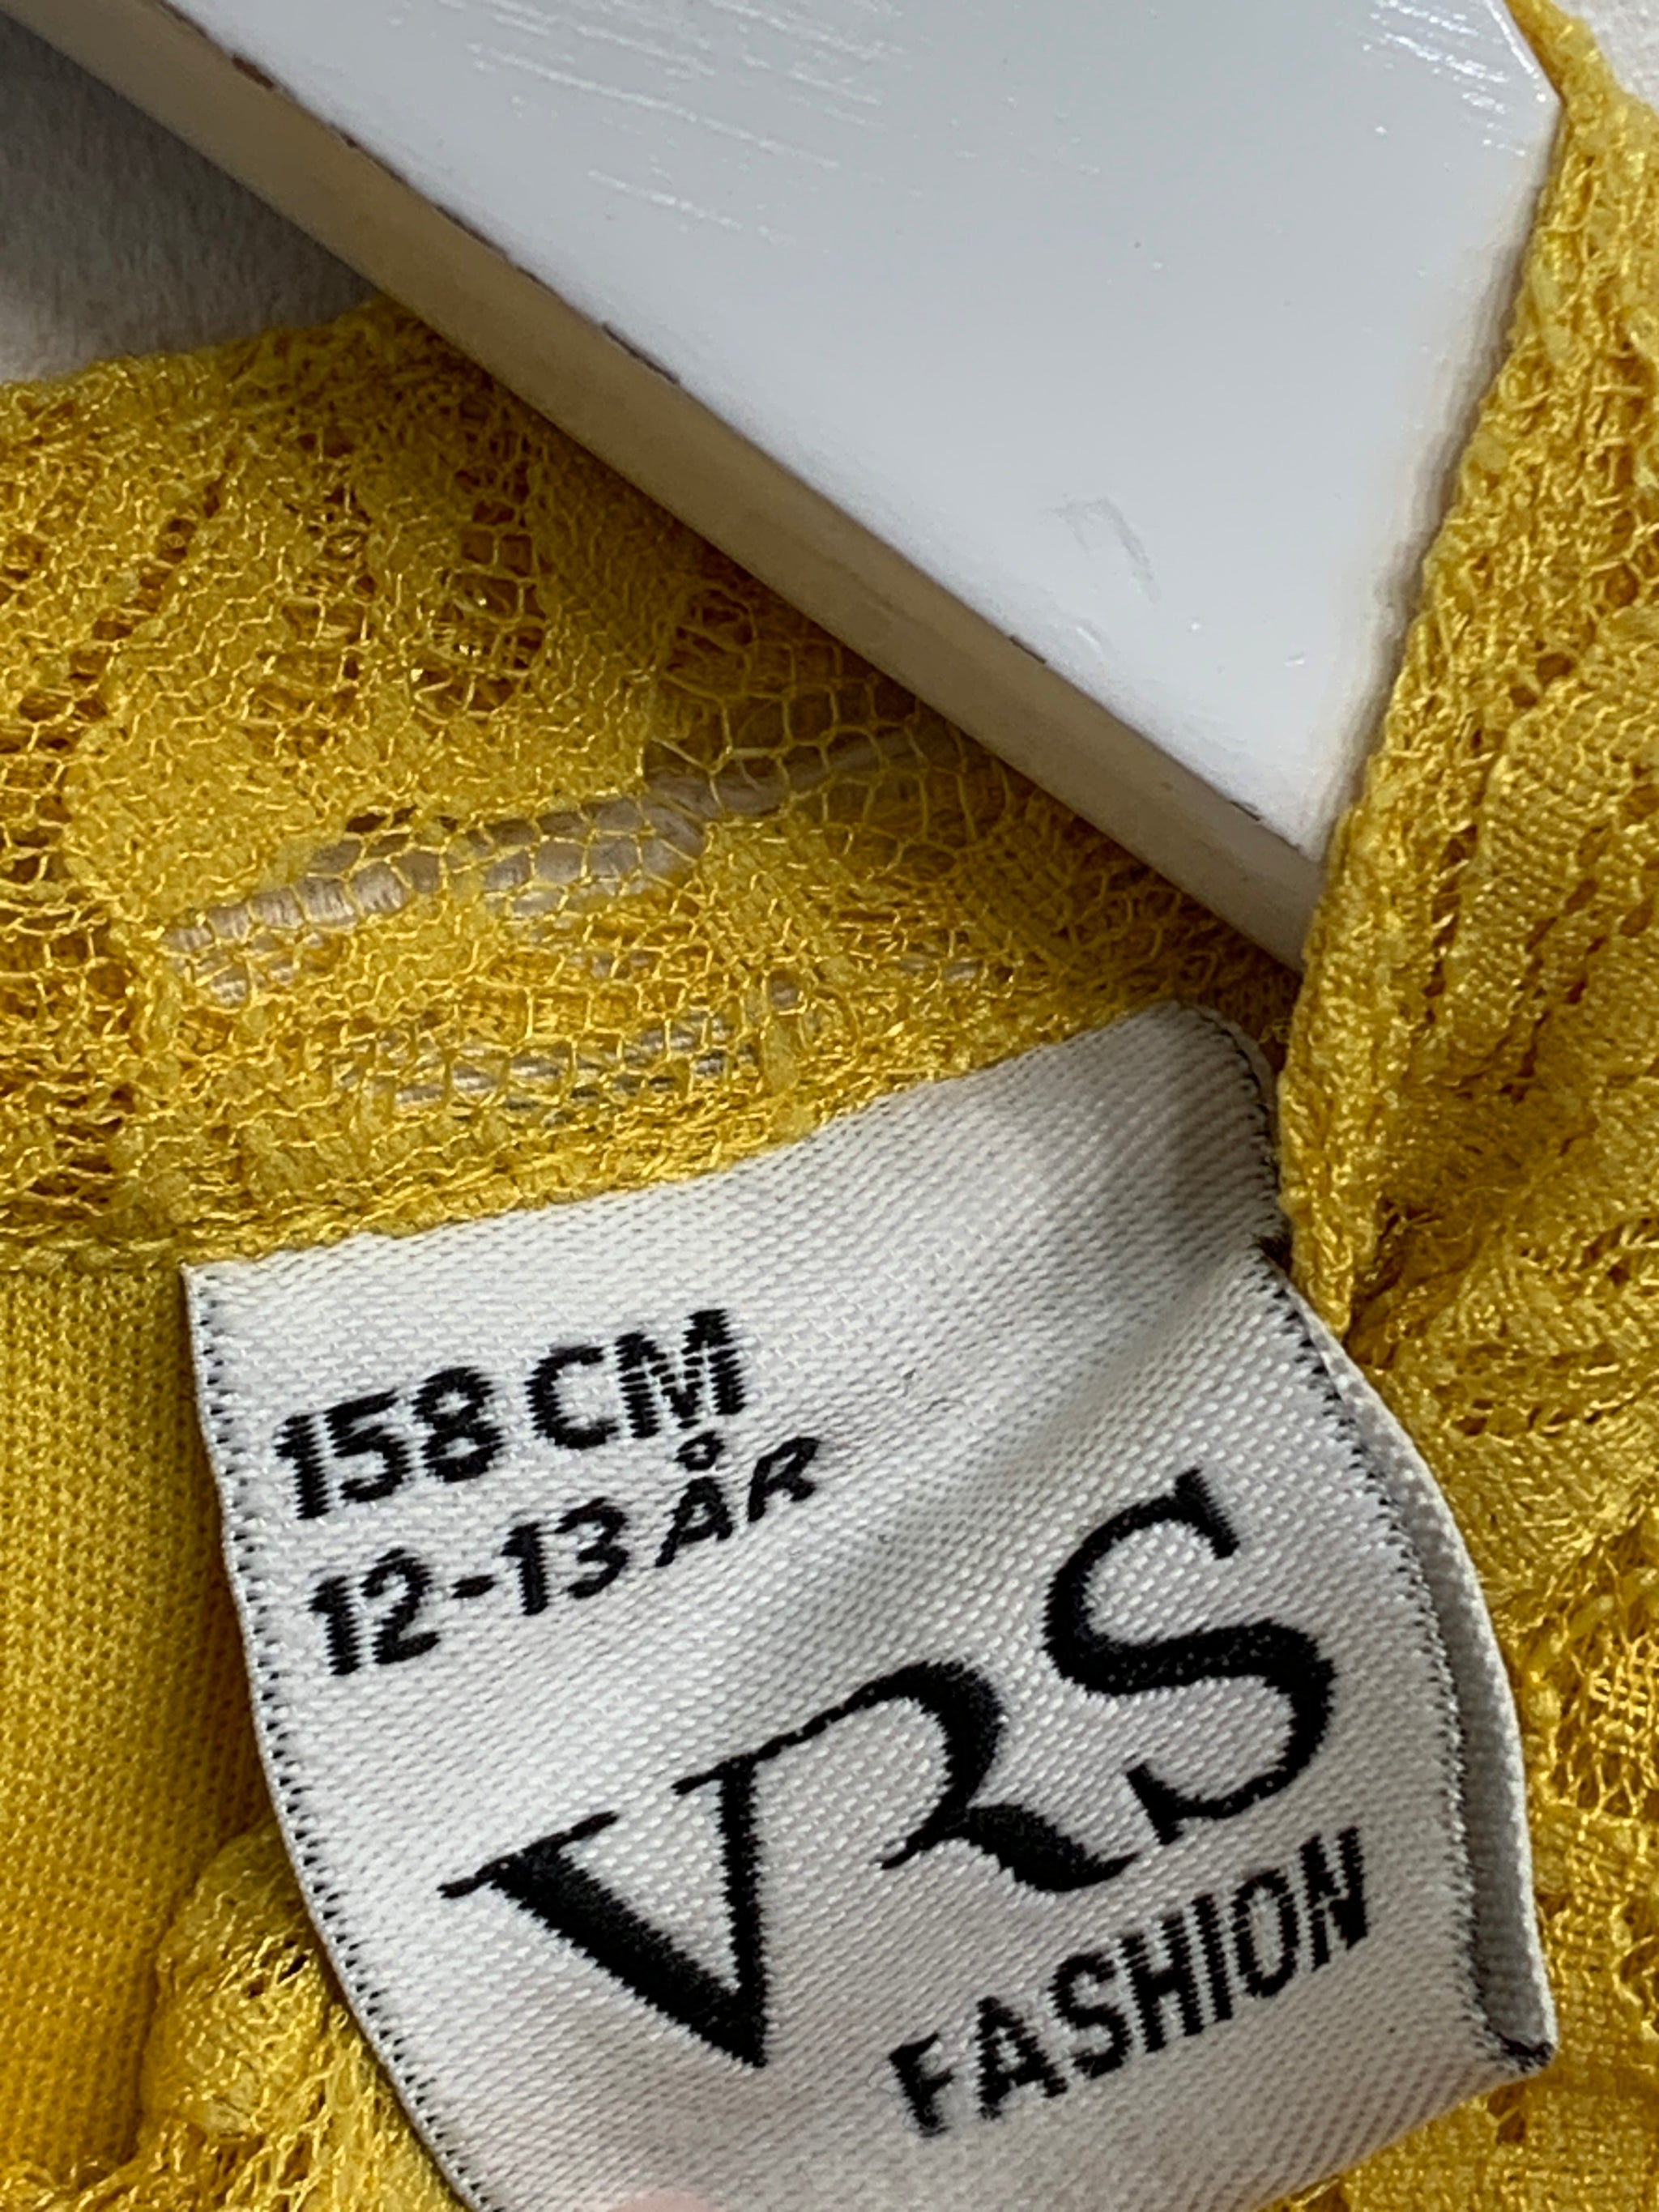 158 CM
12-13 ÅR
VRS
FASHION